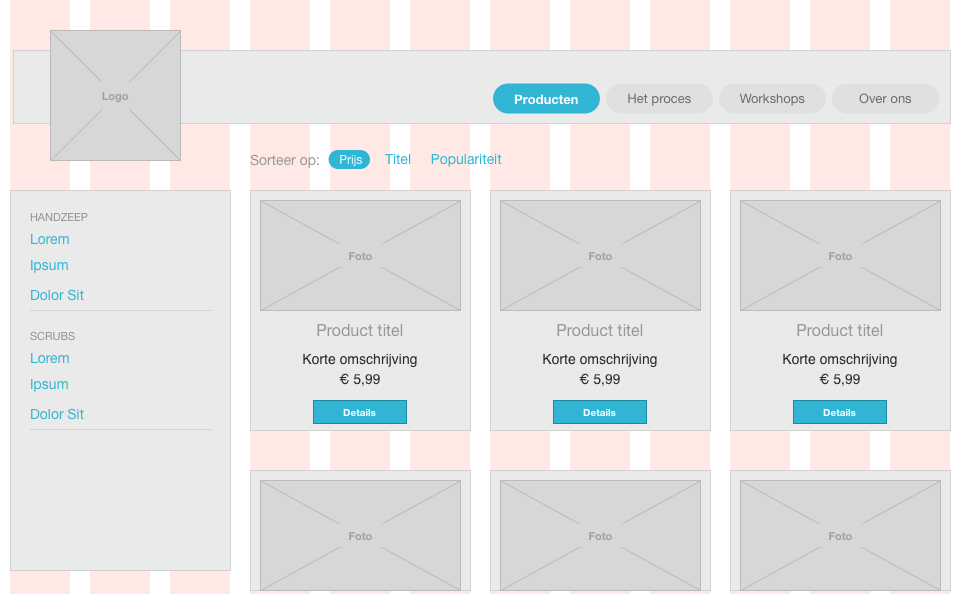 Logo
Producten Het proces Workshops Over ons
Sorteer op: Prijs Titel Populariteit
HANDZEEP
Lorem
Ipsum
Dolor Sit
SCRUBS
Lorem
Ipsum
Dolor Sit
Foto Foto Foto
Product titel Product titel Product titel
Korte omschrijving Korte omschrijving Korte omschrijving
€ 5,99 € 5,99 € 5,99
Details Details Details
Foto Foto Foto